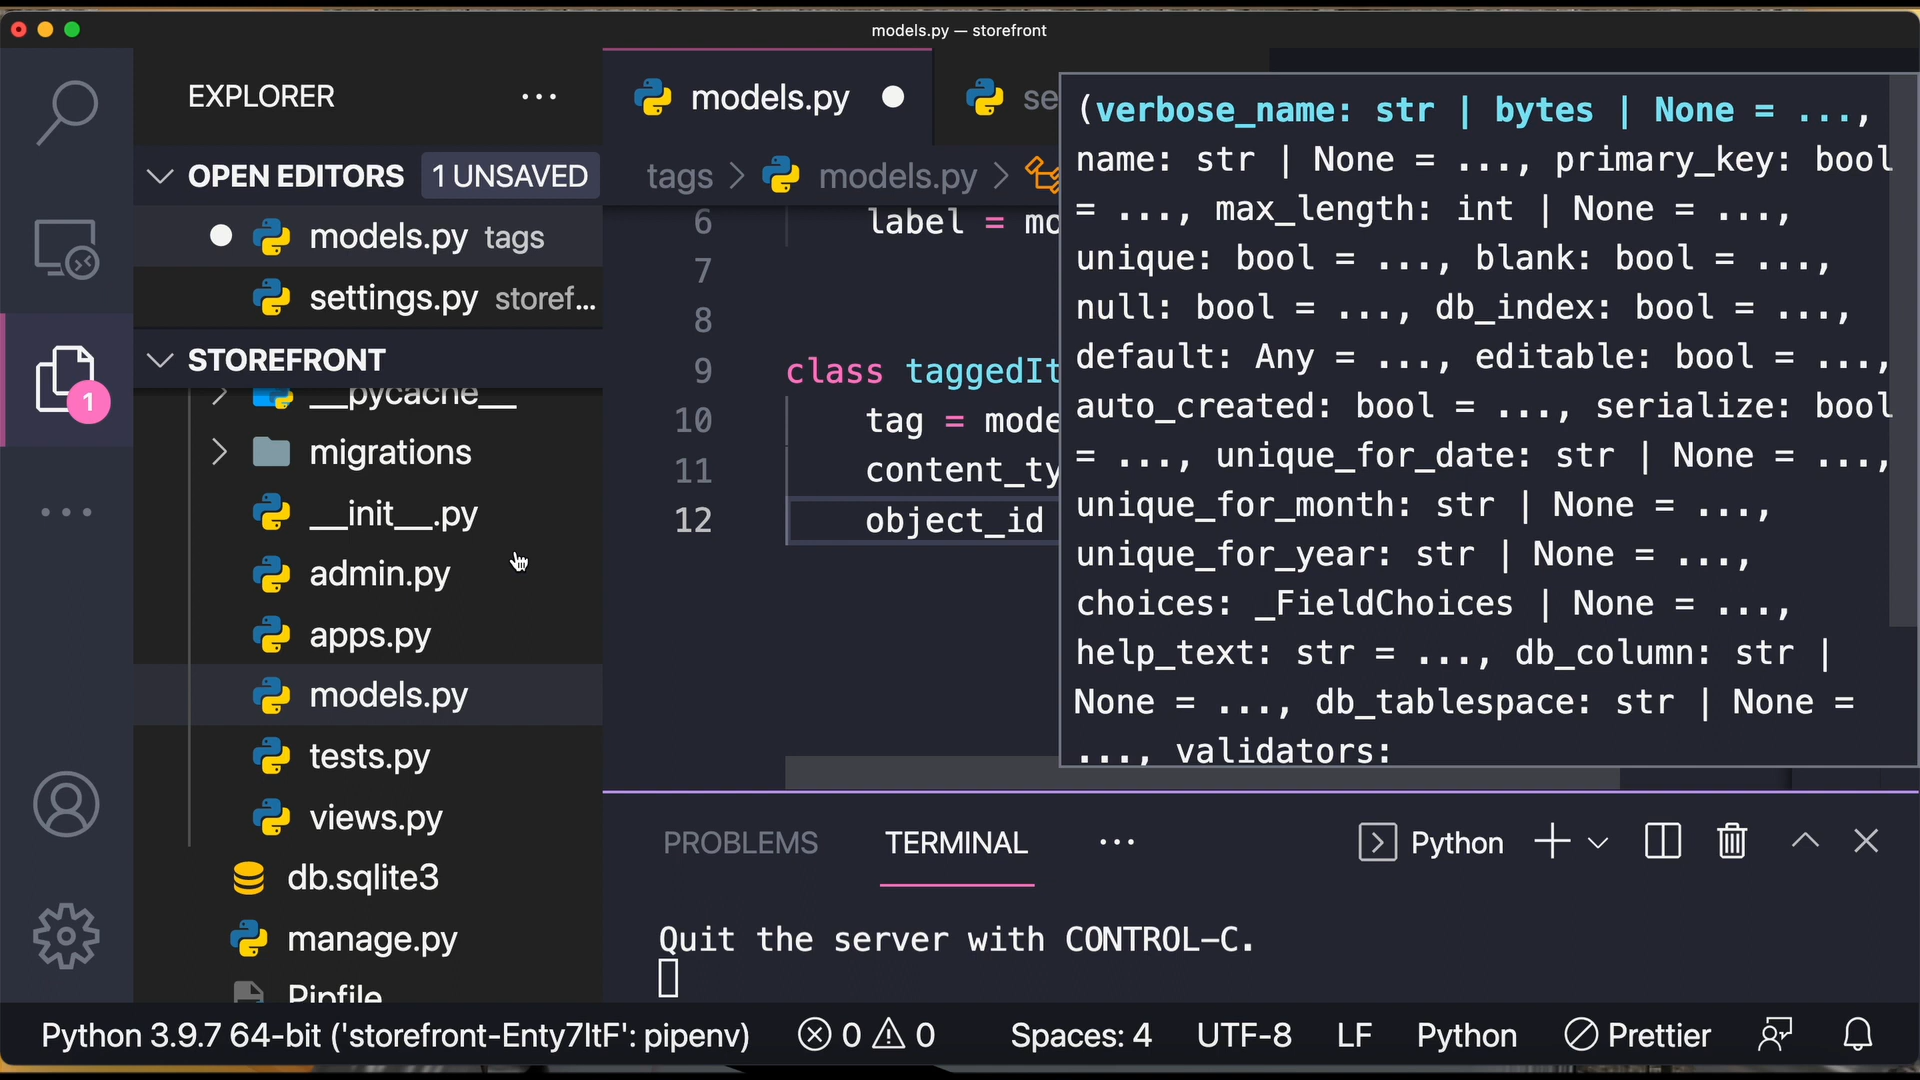 models.py — storefront
EXPLORER
models.py
se
OPEN EDITORS
1 UNSAVED
models.py tags
settings.py storef...
STOREFRONT
__pycache__
migrations
__init__.py
admin.py
apps.py
models.py
tests.py
views.py
db.sqlite3
manage.py
Pipfile
1
tags > models.py >
6 label = mo
7
8
9 class taggedIt
10 tag = mode
11 content_ty
12 object_id
(verbose_name: str | bytes | None = ...,
name: str | None = ..., primary_key: bool
= ..., max_length: int | None = ...,
unique: bool = ..., blank: bool = ...,
null: bool = ..., db_index: bool = ...,
default: Any = ..., editable: bool = ...,
auto_created: bool = ..., serialize: bool
= ..., unique_for_date: str | None = ...,
unique_for_month: str | None = ...,
unique_for_year: str | None = ...,
choices: _FieldChoices | None = ...,
help_text: str = ..., db_column: str |
None = ..., db_tablespace: str | None =
..., validators:
PROBLEMS
TERMINAL
Python
Quit the server with CONTROL-C.
Python 3.9.7 64-bit ('storefront-Enty7ltF': pipenv)
0
0
Spaces: 4
UTF-8
LF
Python
Prettier